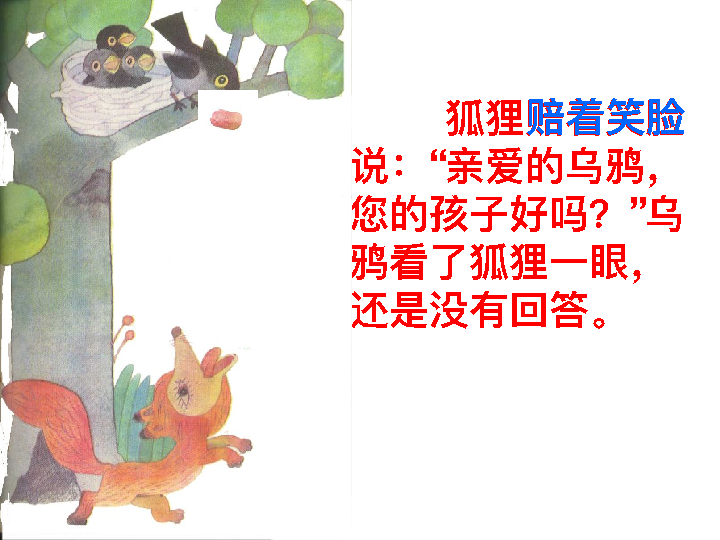 狐狸赔着笑脸
说：“亲爱的乌鸦，
您的孩子好吗？”乌
鸦看了狐狸一眼，
还是没有回答。